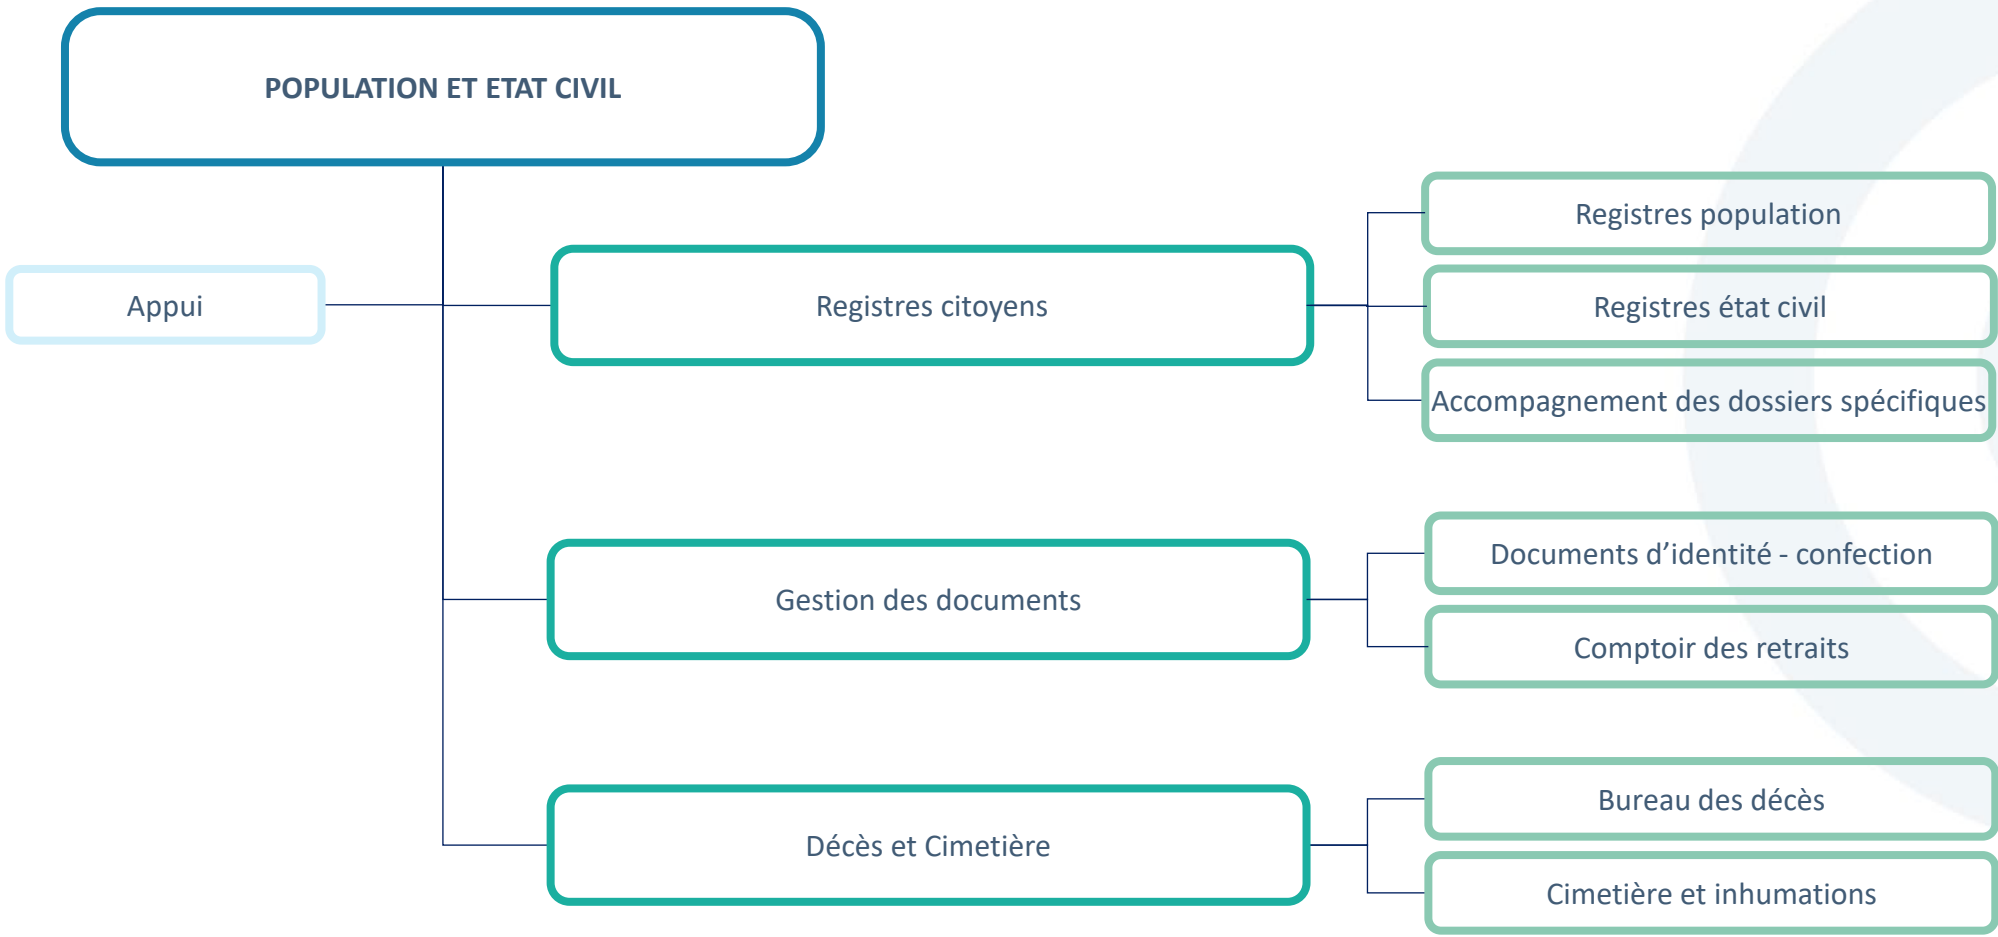 POPULATION ET ETAT CIVIL
Appui
Registres citoyens
Registres population
Registres état civil
Accompagnement des dossiers spécifiques
Gestion des documents
Documents d’identité - confection
Comptoir des retraits
Décès et Cimetière
Bureau des décès
Cimetière et inhumations